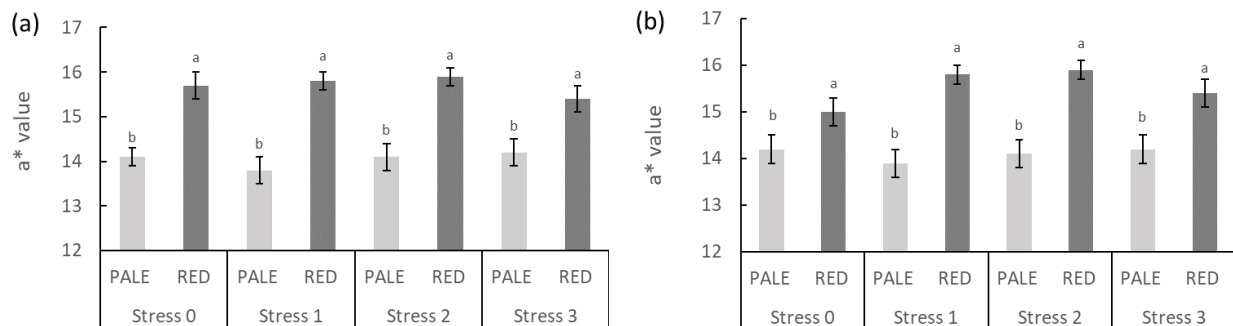 (a)
a* value
17
16
15
14
13
12
b
a
b
a
b
a
b
a
PALE RED PALE RED PALE RED PALE RED
Stress 0 Stress 1 Stress 2 Stress 3
(b)
a* value
17
16
15
14
13
12
b
a
b
a
b
a
b
a
PALE RED PALE RED PALE RED PALE RED
Stress 0 Stress 1 Stress 2 Stress 3